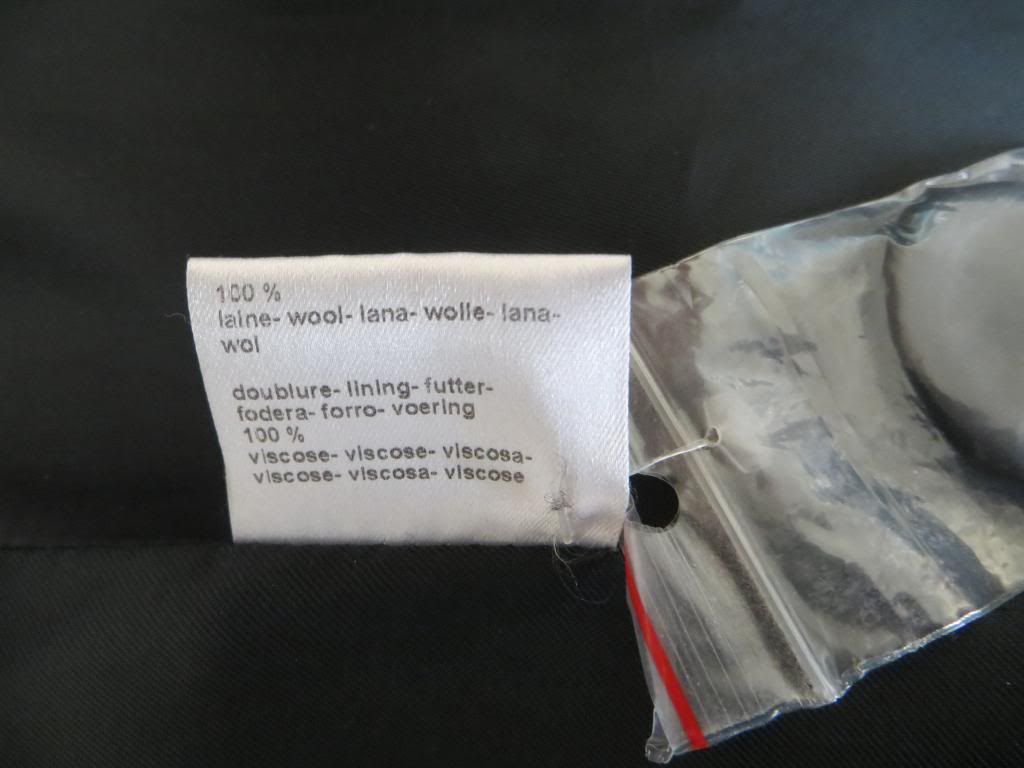 100 %
laine- wool- lana- wolle- lana-
wol
doublure- lining- futter-
fodera- forro- voering
100 %
viscose- viscose- viscosa-
viscose- viscosa- viscose